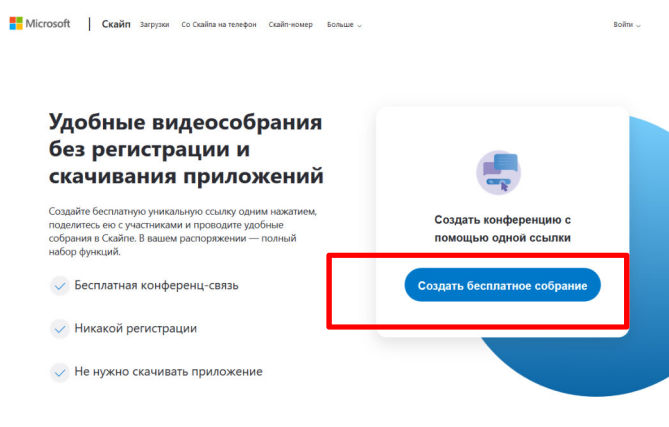 Microsoft Скайп Загрузки Со Скайпа на телефон Скайп-номер Больше Войти
Удобные видеособрания
без регистрации и
скачивания приложений
Создайте бесплатную уникальную ссылку одним нажатием,
поделитесь ею с участниками и проводите удобные
собрания в Скайпе. В вашем распоряжении — полный
набор функций.
Бесплатная конференц-связь
Никакой регистрации
Не нужно скачивать приложение
Создать конференцию с
помощью одной ссылки
Создать бесплатное собрание